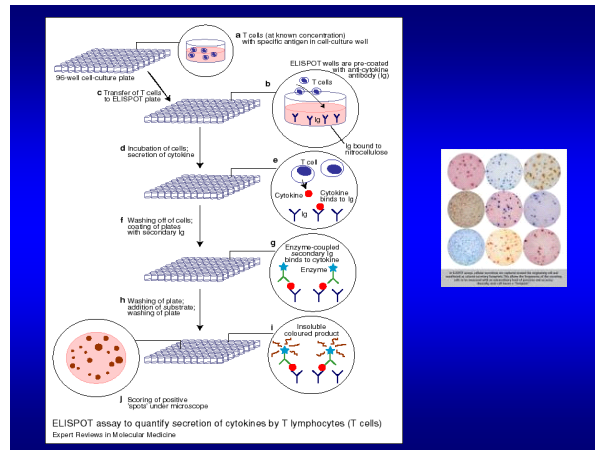 a T cells (at known concentration)
with specific antigen in cell-culture well
96-well cell-culture plate
ELISPOT wells are pre-coated
with anti-cytokine
antibody (Ig)
b
T cells
c Transfer of T cells
to ELISPOT plate
Ig
Ig bound to
nitrocellulose
d Incubation of cells;
secretion of cytokine
e
T cell
Cytokine
Cytokine
binds to Ig
Ig
f Washing off of cells;
coating of plates
with secondary Ig
g
Enzyme-coupled
secondary Ig
binds to cytokine
Enzyme
h Washing of plate;
addition of substrate;
washing of plate
i
Insoluble
coloured product
j Scoring of positive
'spots' under microscope
ELISPOT assay to quantify secretion of cytokines by T lymphocytes (T cells)
Expert Reviews in Molecular Medicine